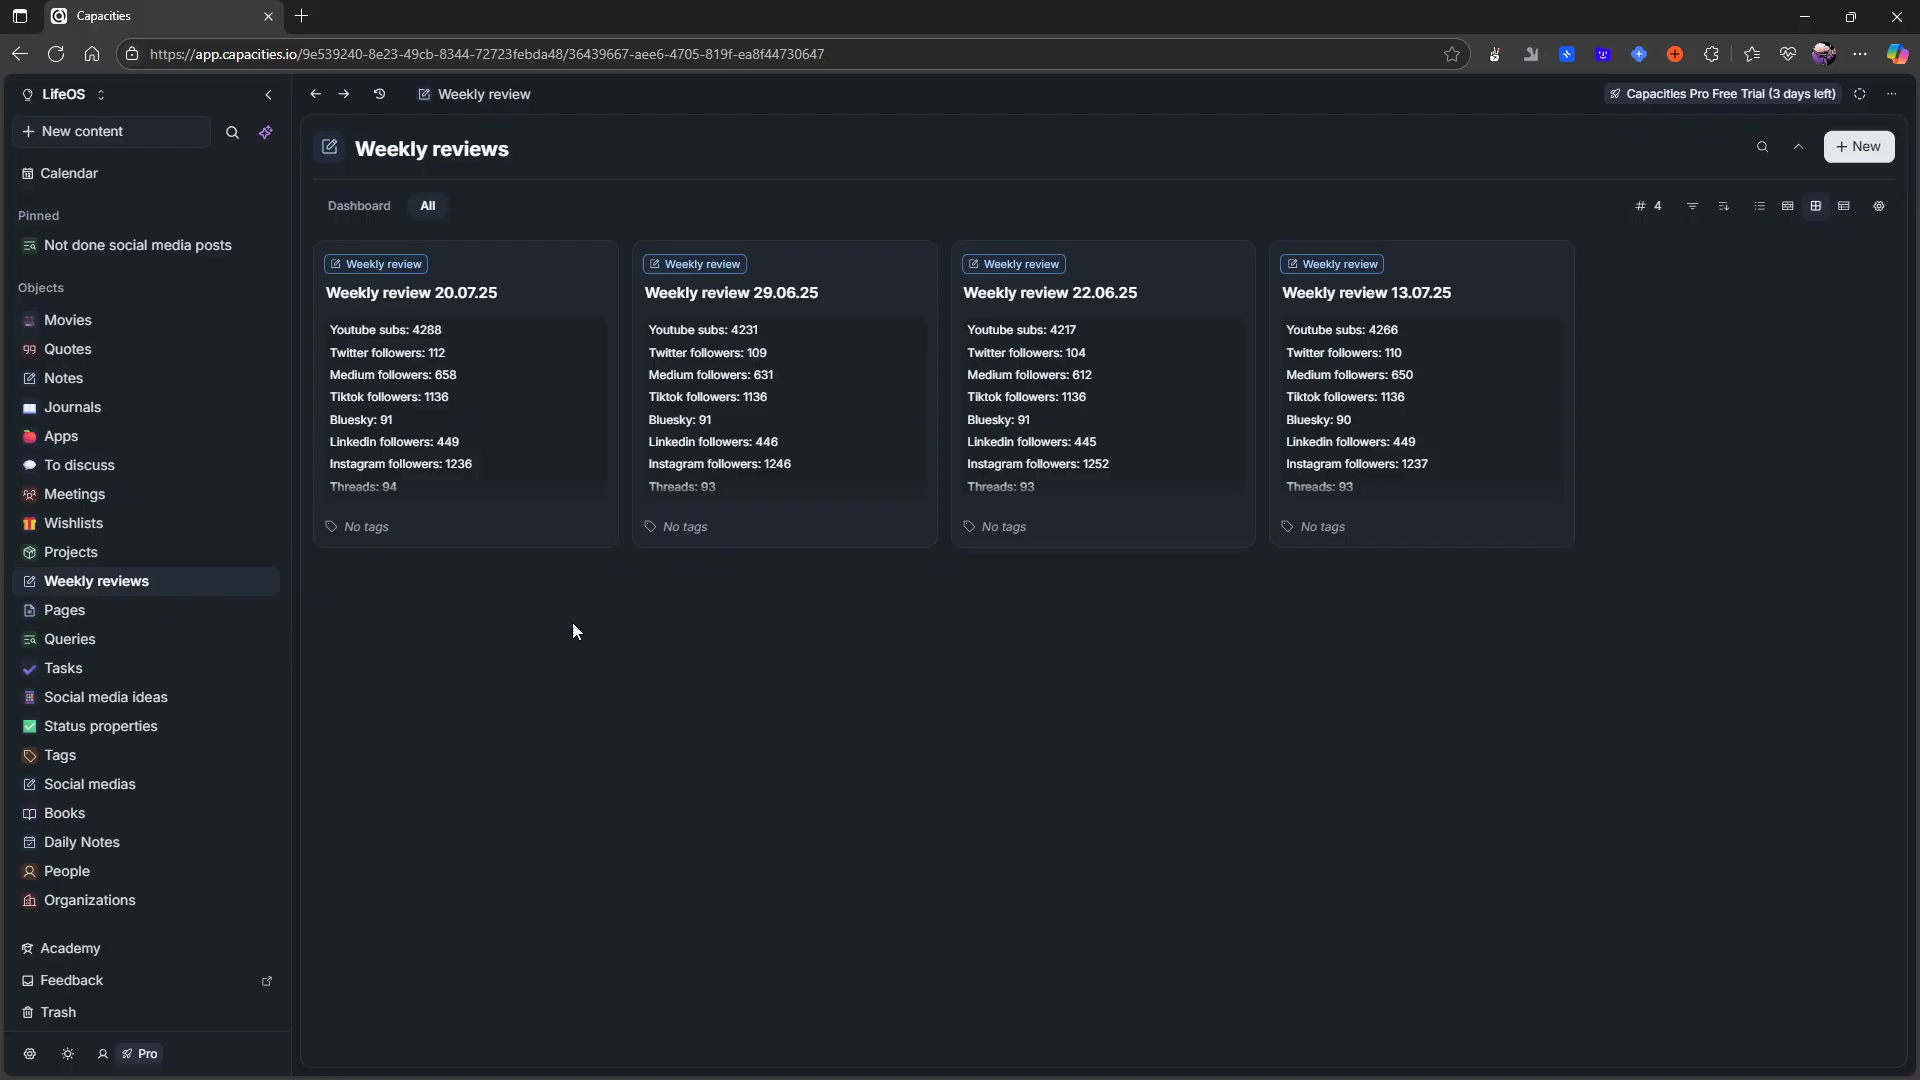 Capacities
https://app.capacities.io/9e539240-8e23-49cb-8344-72723febda48/36439667-aee6-4705-819f-ea8f44730647
LifeOS
Weekly review
Capacities Pro Free Trial (3 days left)
+ New content
Calendar
Weekly reviews
+ New
Dashboard
All
# 4
Pinned
Not done social media posts
Objects
Movies
Quotes
Notes
Journals
Apps
To discuss
Meetings
Wishlists
Projects
Weekly reviews
Pages
Queries
Tasks
Social media ideas
Status properties
Tags
Social medias
Books
Daily Notes
People
Organizations
Academy
Feedback
Trash
Pro
Weekly review
Weekly review 20.07.25
Youtube subs: 4288
Twitter followers: 112
Medium followers: 658
Tiktok followers: 1136
Bluesky: 91
Linkedin followers: 449
Instagram followers: 1236
Threads: 94
No tags
Weekly review
Weekly review 29.06.25
Youtube subs: 4231
Twitter followers: 109
Medium followers: 631
Tiktok followers: 1136
Bluesky: 91
Linkedin followers: 446
Instagram followers: 1246
Threads: 93
No tags
Weekly review
Weekly review 22.06.25
Youtube subs: 4217
Twitter followers: 104
Medium followers: 612
Tiktok followers: 1136
Bluesky: 91
Linkedin followers: 445
Instagram followers: 1252
Threads: 93
No tags
Weekly review
Weekly review 13.07.25
Youtube subs: 4266
Twitter followers: 110
Medium followers: 650
Tiktok followers: 1136
Bluesky: 90
Linkedin followers: 449
Instagram followers: 1237
Threads: 93
No tags